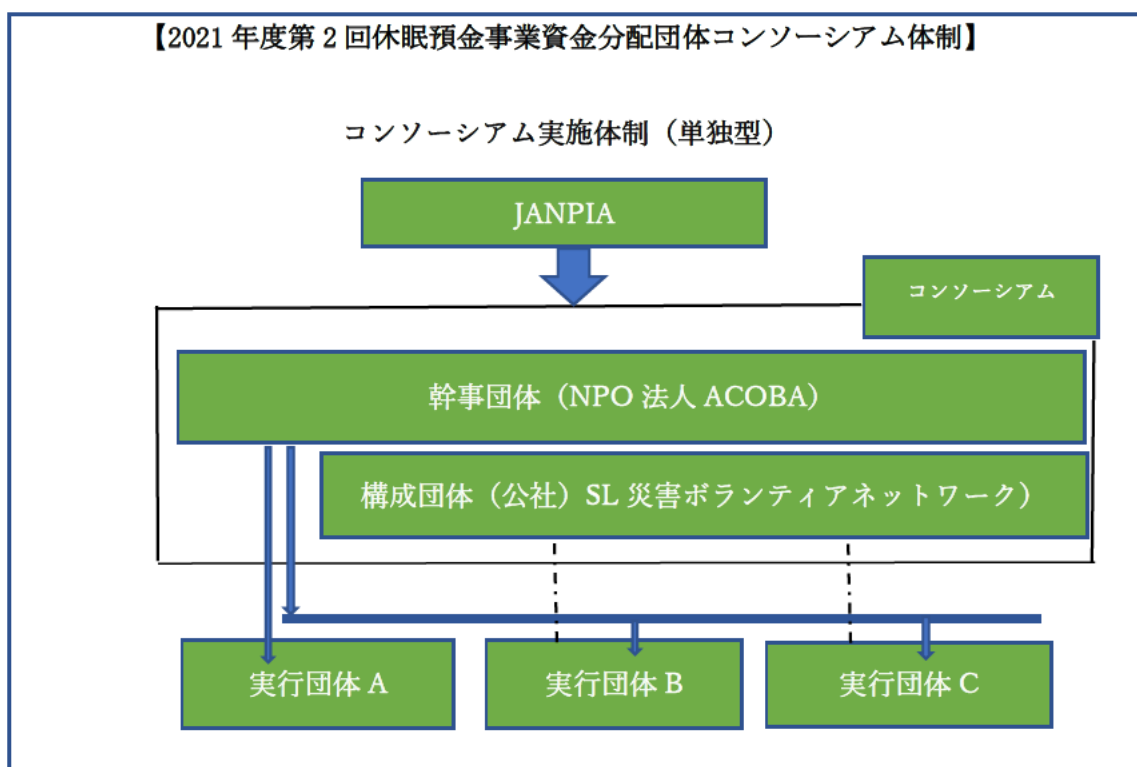 【2021 年度第 2 回休眠預金事業資金分配団体コンソーシアム体制】
コンソーシアム実施体制（単独型）
JANPIA
コンソーシアム
幹事団体（NPO 法人 ACOBA）
構成団体（公社）SL 災害ボランティアネットワーク）
実行団体 A
実行団体 B
実行団体 C